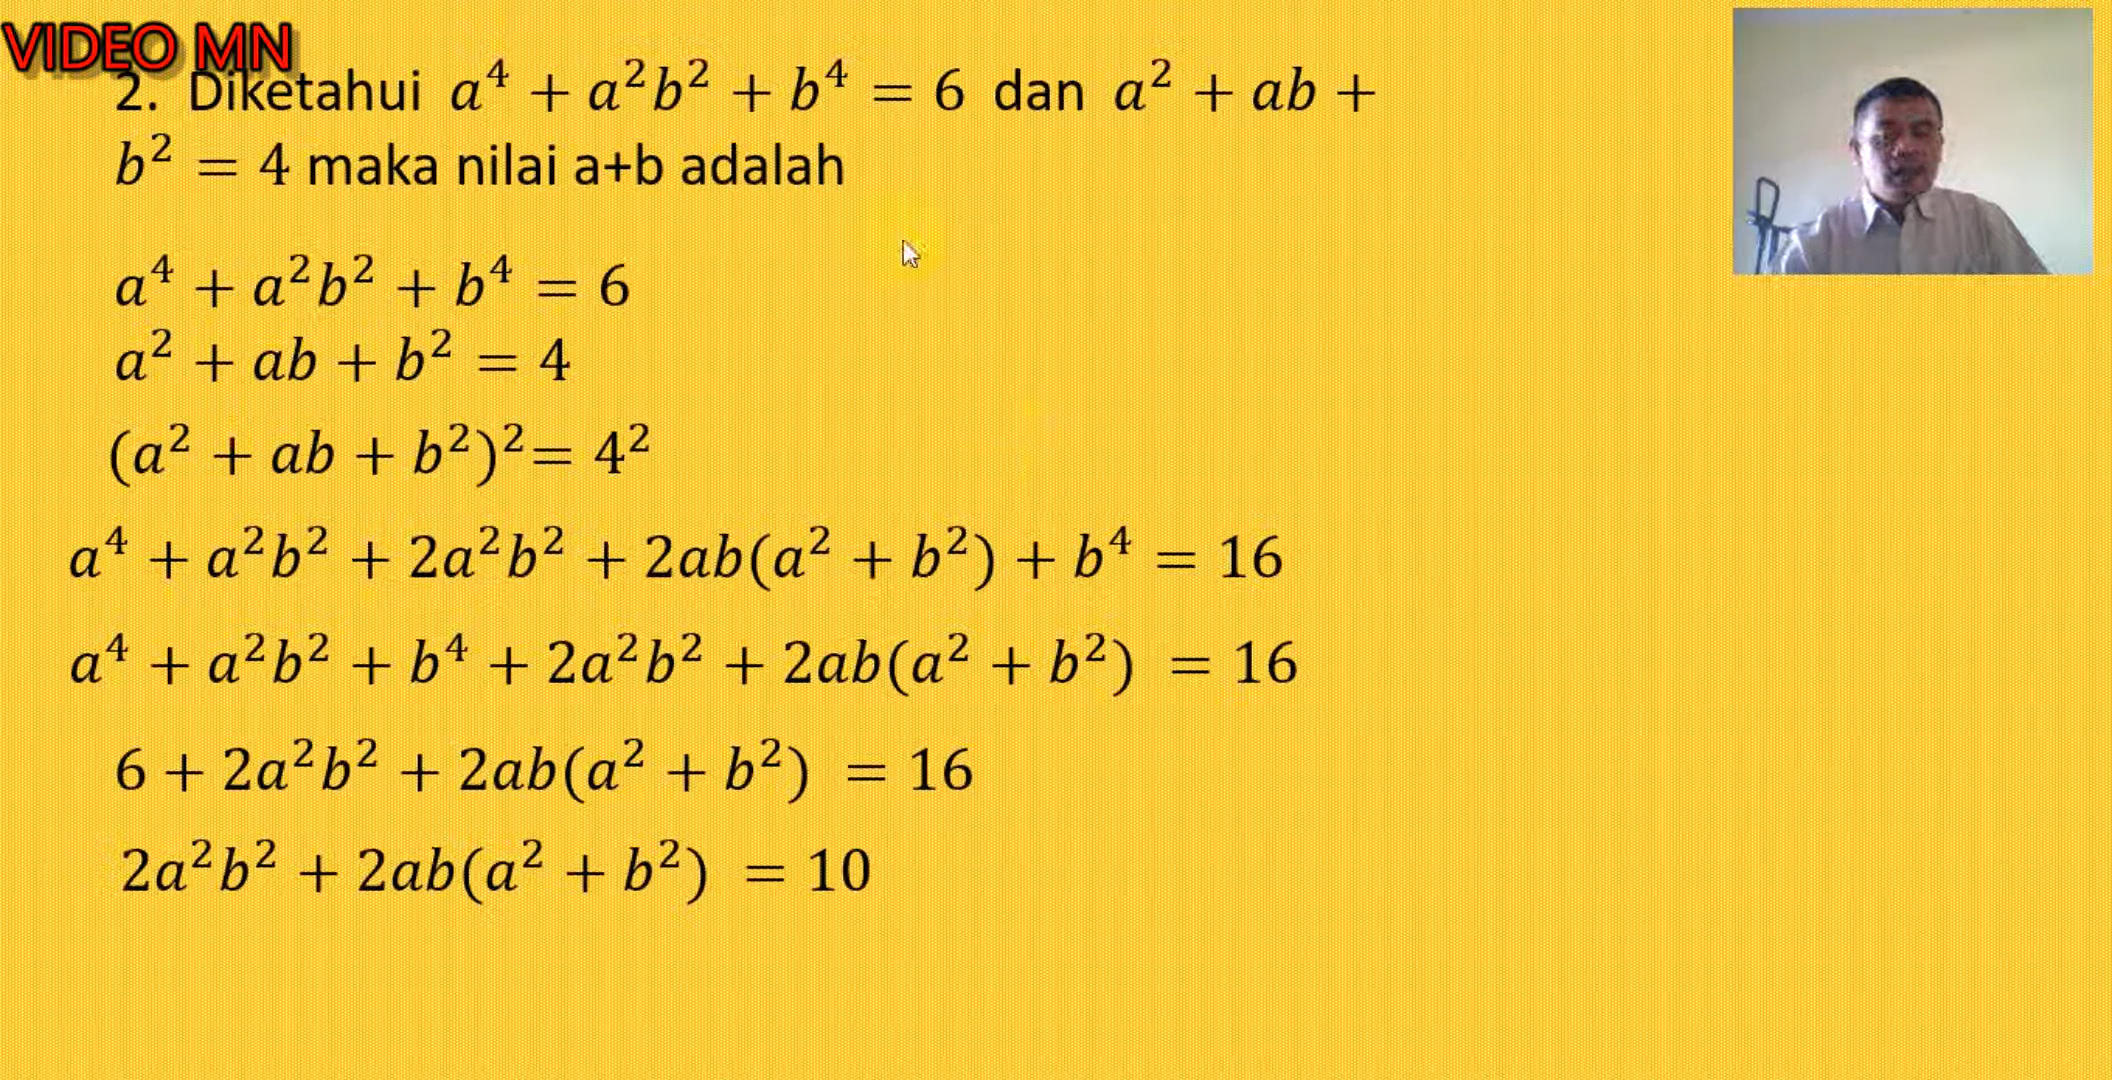 VIDEO MN
2. Diketahui a⁴ + a²b² + b⁴ = 6 dan a² + ab +
b² = 4 maka nilai a+b adalah
a⁴ + a²b² + b⁴ = 6
a² + ab + b² = 4
(a² + ab + b²)²= 4²
a⁴ + a²b² + 2a²b² + 2ab(a² + b²) + b⁴ = 16
a⁴ + a²b² + b⁴ + 2a²b² + 2ab(a² + b²) = 16
6 + 2a²b² + 2ab(a² + b²) = 16
2a²b² + 2ab(a² + b²) = 10